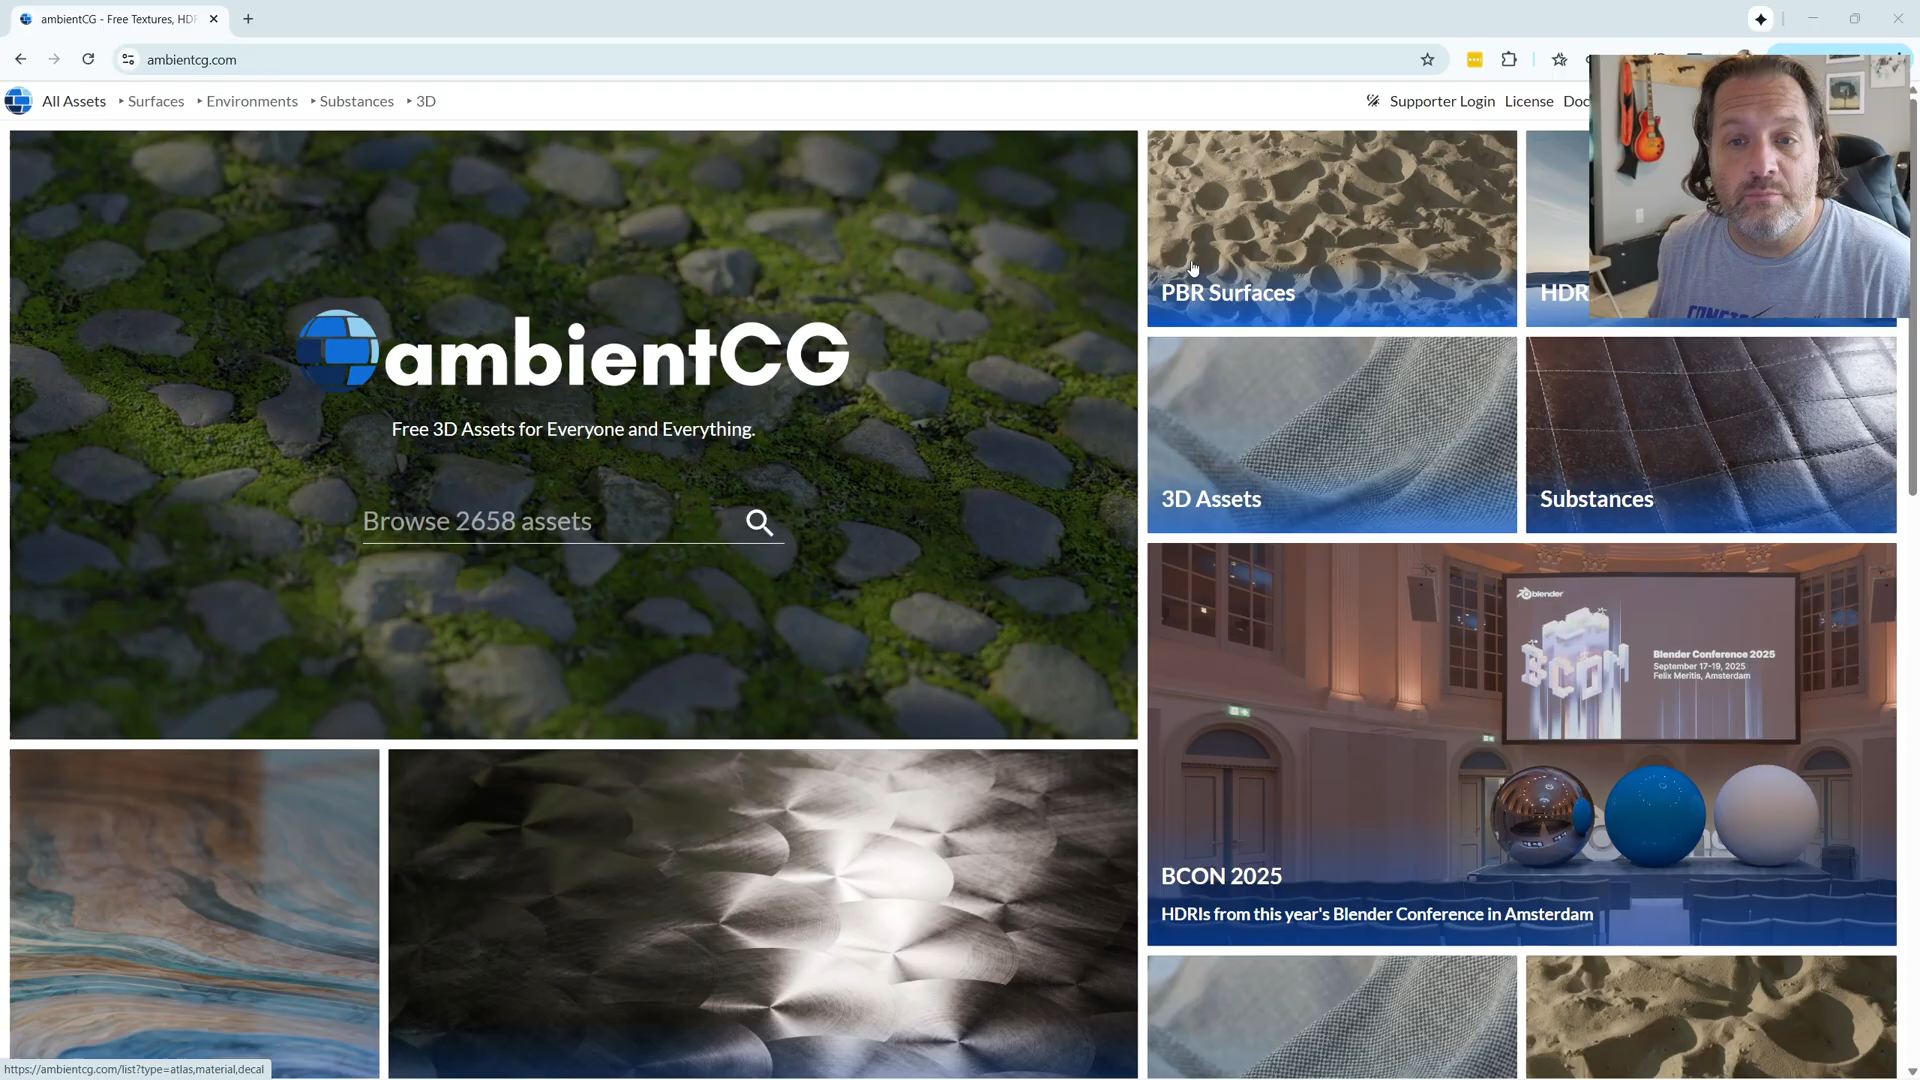 ambientCG - Free Textures, HDR
ambientcg.com
All Assets
Surfaces
Environments
Substances
3D
Supporter Login
License
Doc
ambientCG
Free 3D Assets for Everyone and Everything.
Browse 2658 assets
PBR Surfaces
HDR
3D Assets
Substances
blender
BCON
Blender Conference 2025
September 17-19, 2025
Felix Meritis, Amsterdam
BCON 2025
HDRIs from this year's Blender Conference in Amsterdam
https://ambientcg.com/list?type=atlas,material,decal